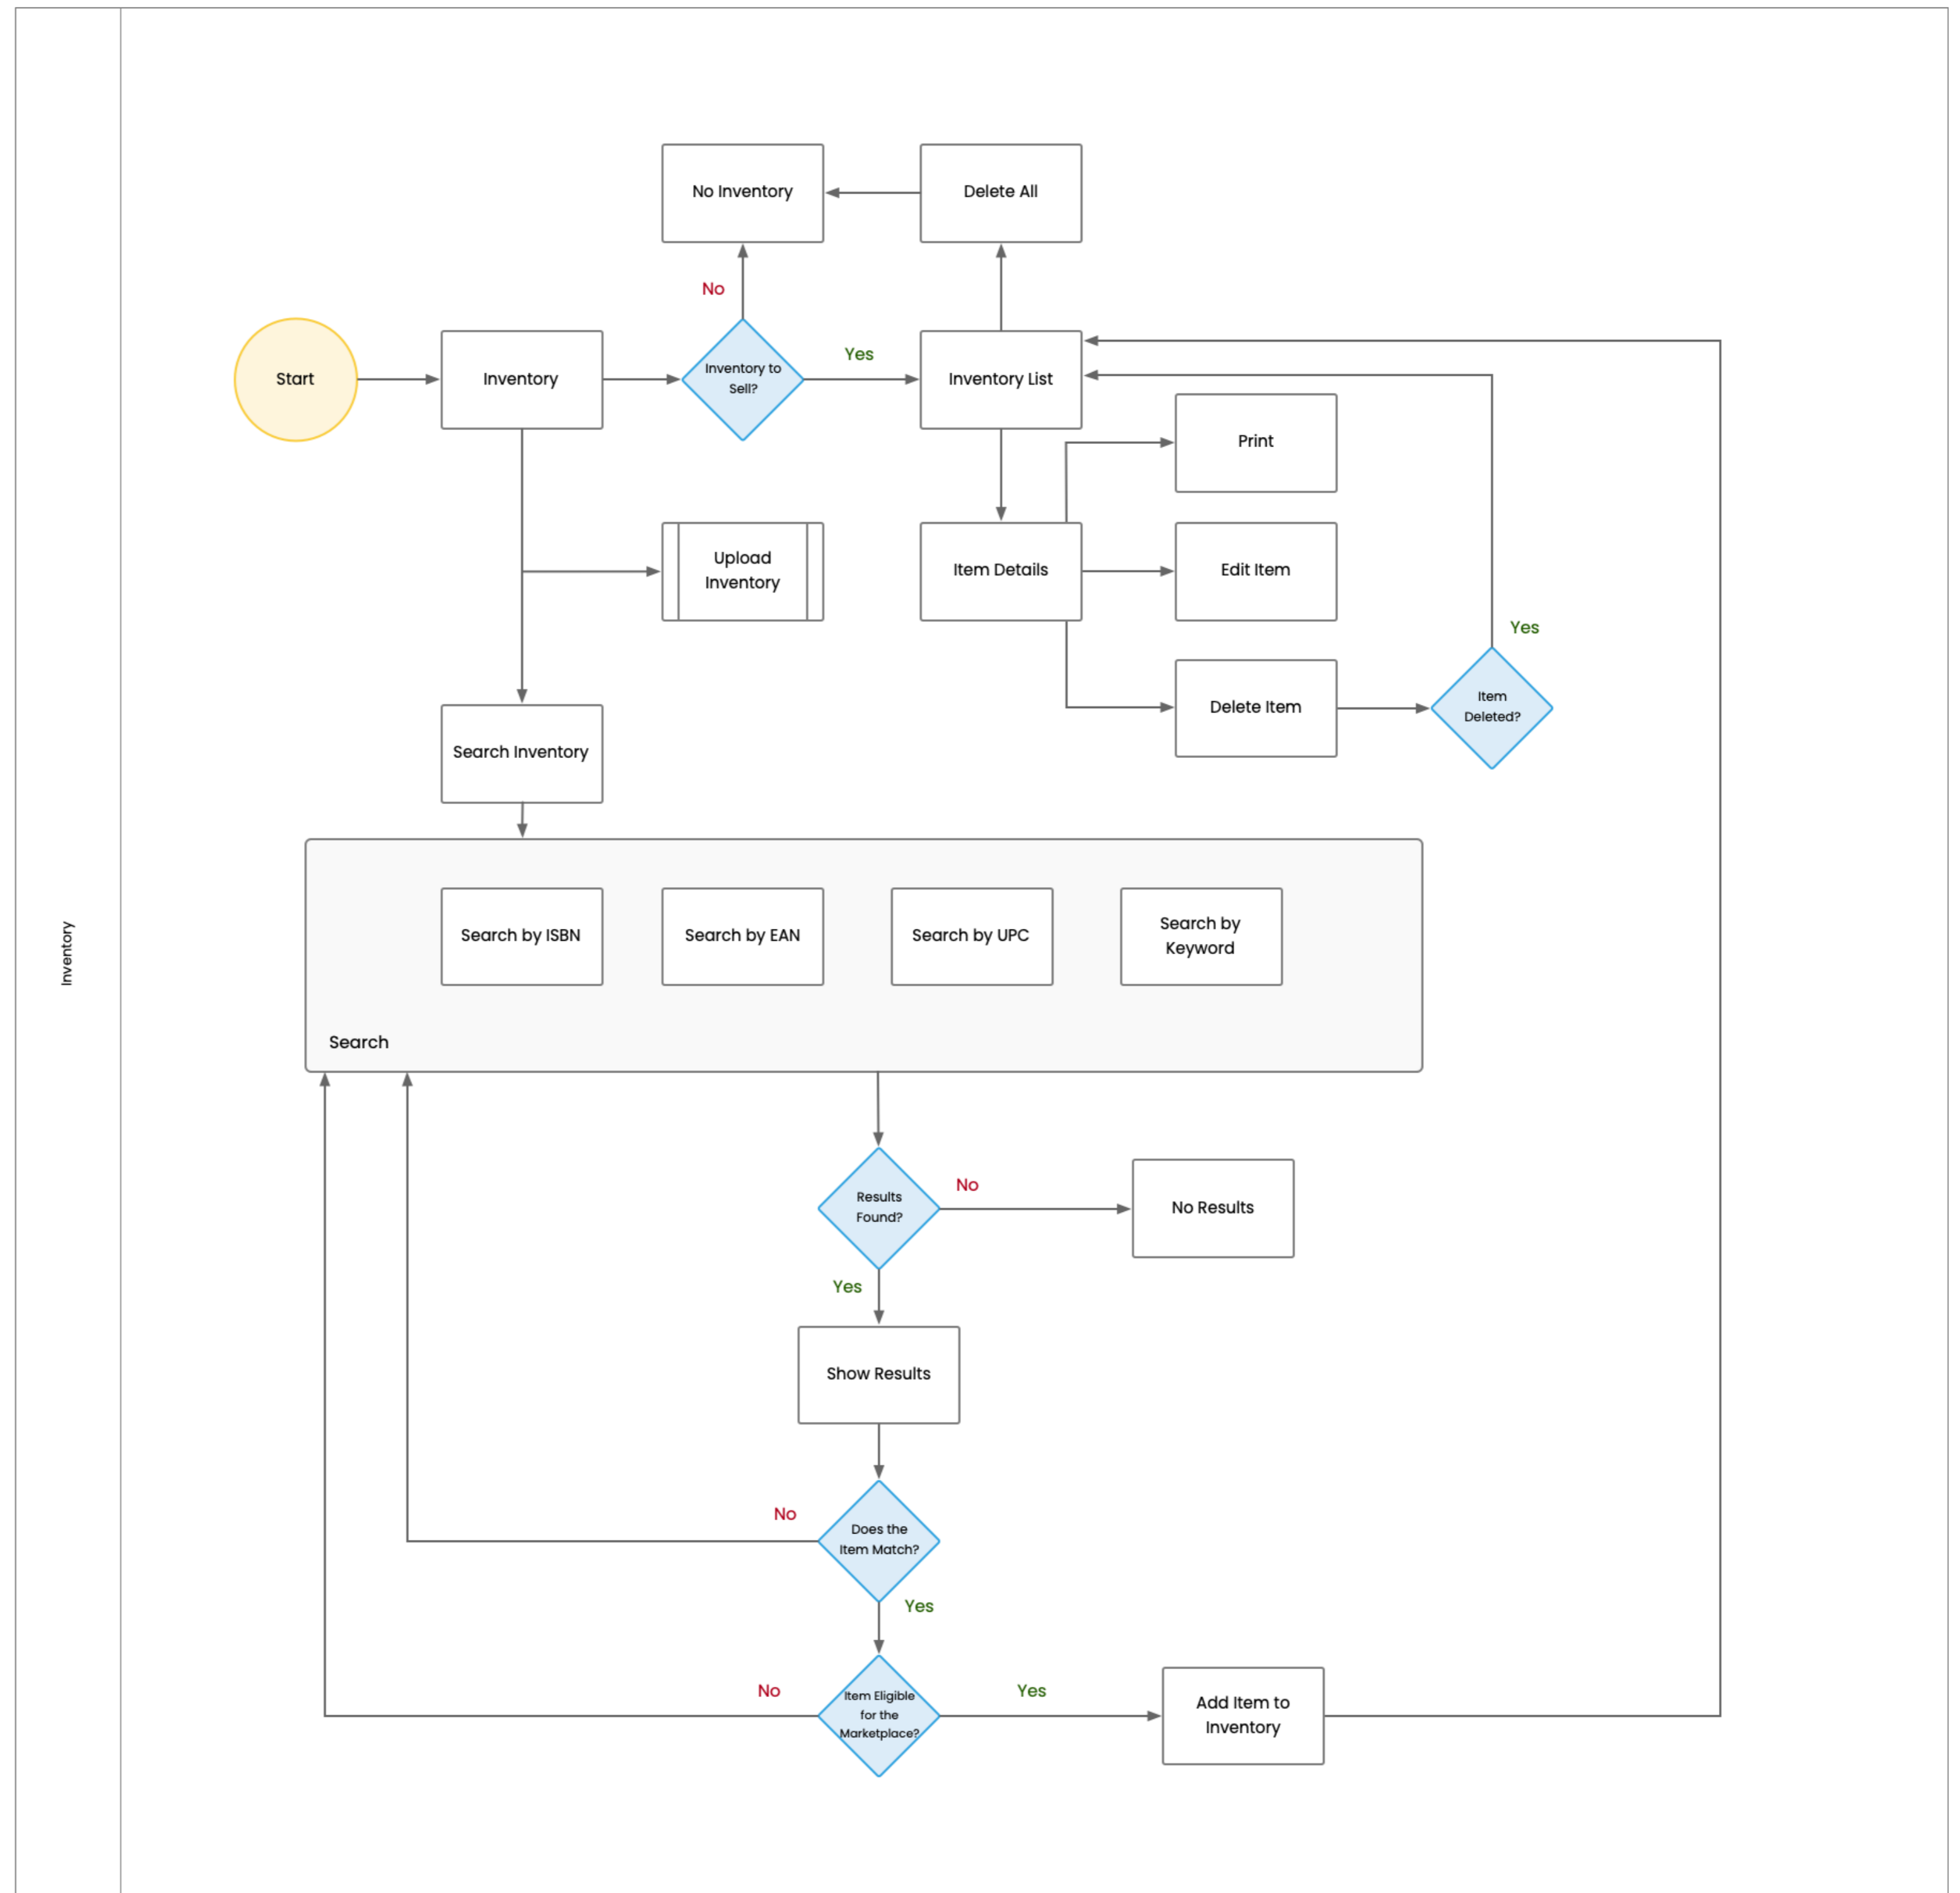 No Inventory
Delete All
No
Start
Inventory
Inventory to
Sell?
Yes
Inventory List
Print
Upload
Inventory
Item Details
Edit Item
Yes
Delete Item
Item
Deleted?
Search Inventory
Inventory
Search by ISBN
Search by EAN
Search by UPC
Search by
Keyword
Search
Results
Found?
No
No Results
Yes
Show Results
No
Does the
Item Match?
Yes
No
Item Eligible
for the
Marketplace?
Yes
Add Item to
Inventory